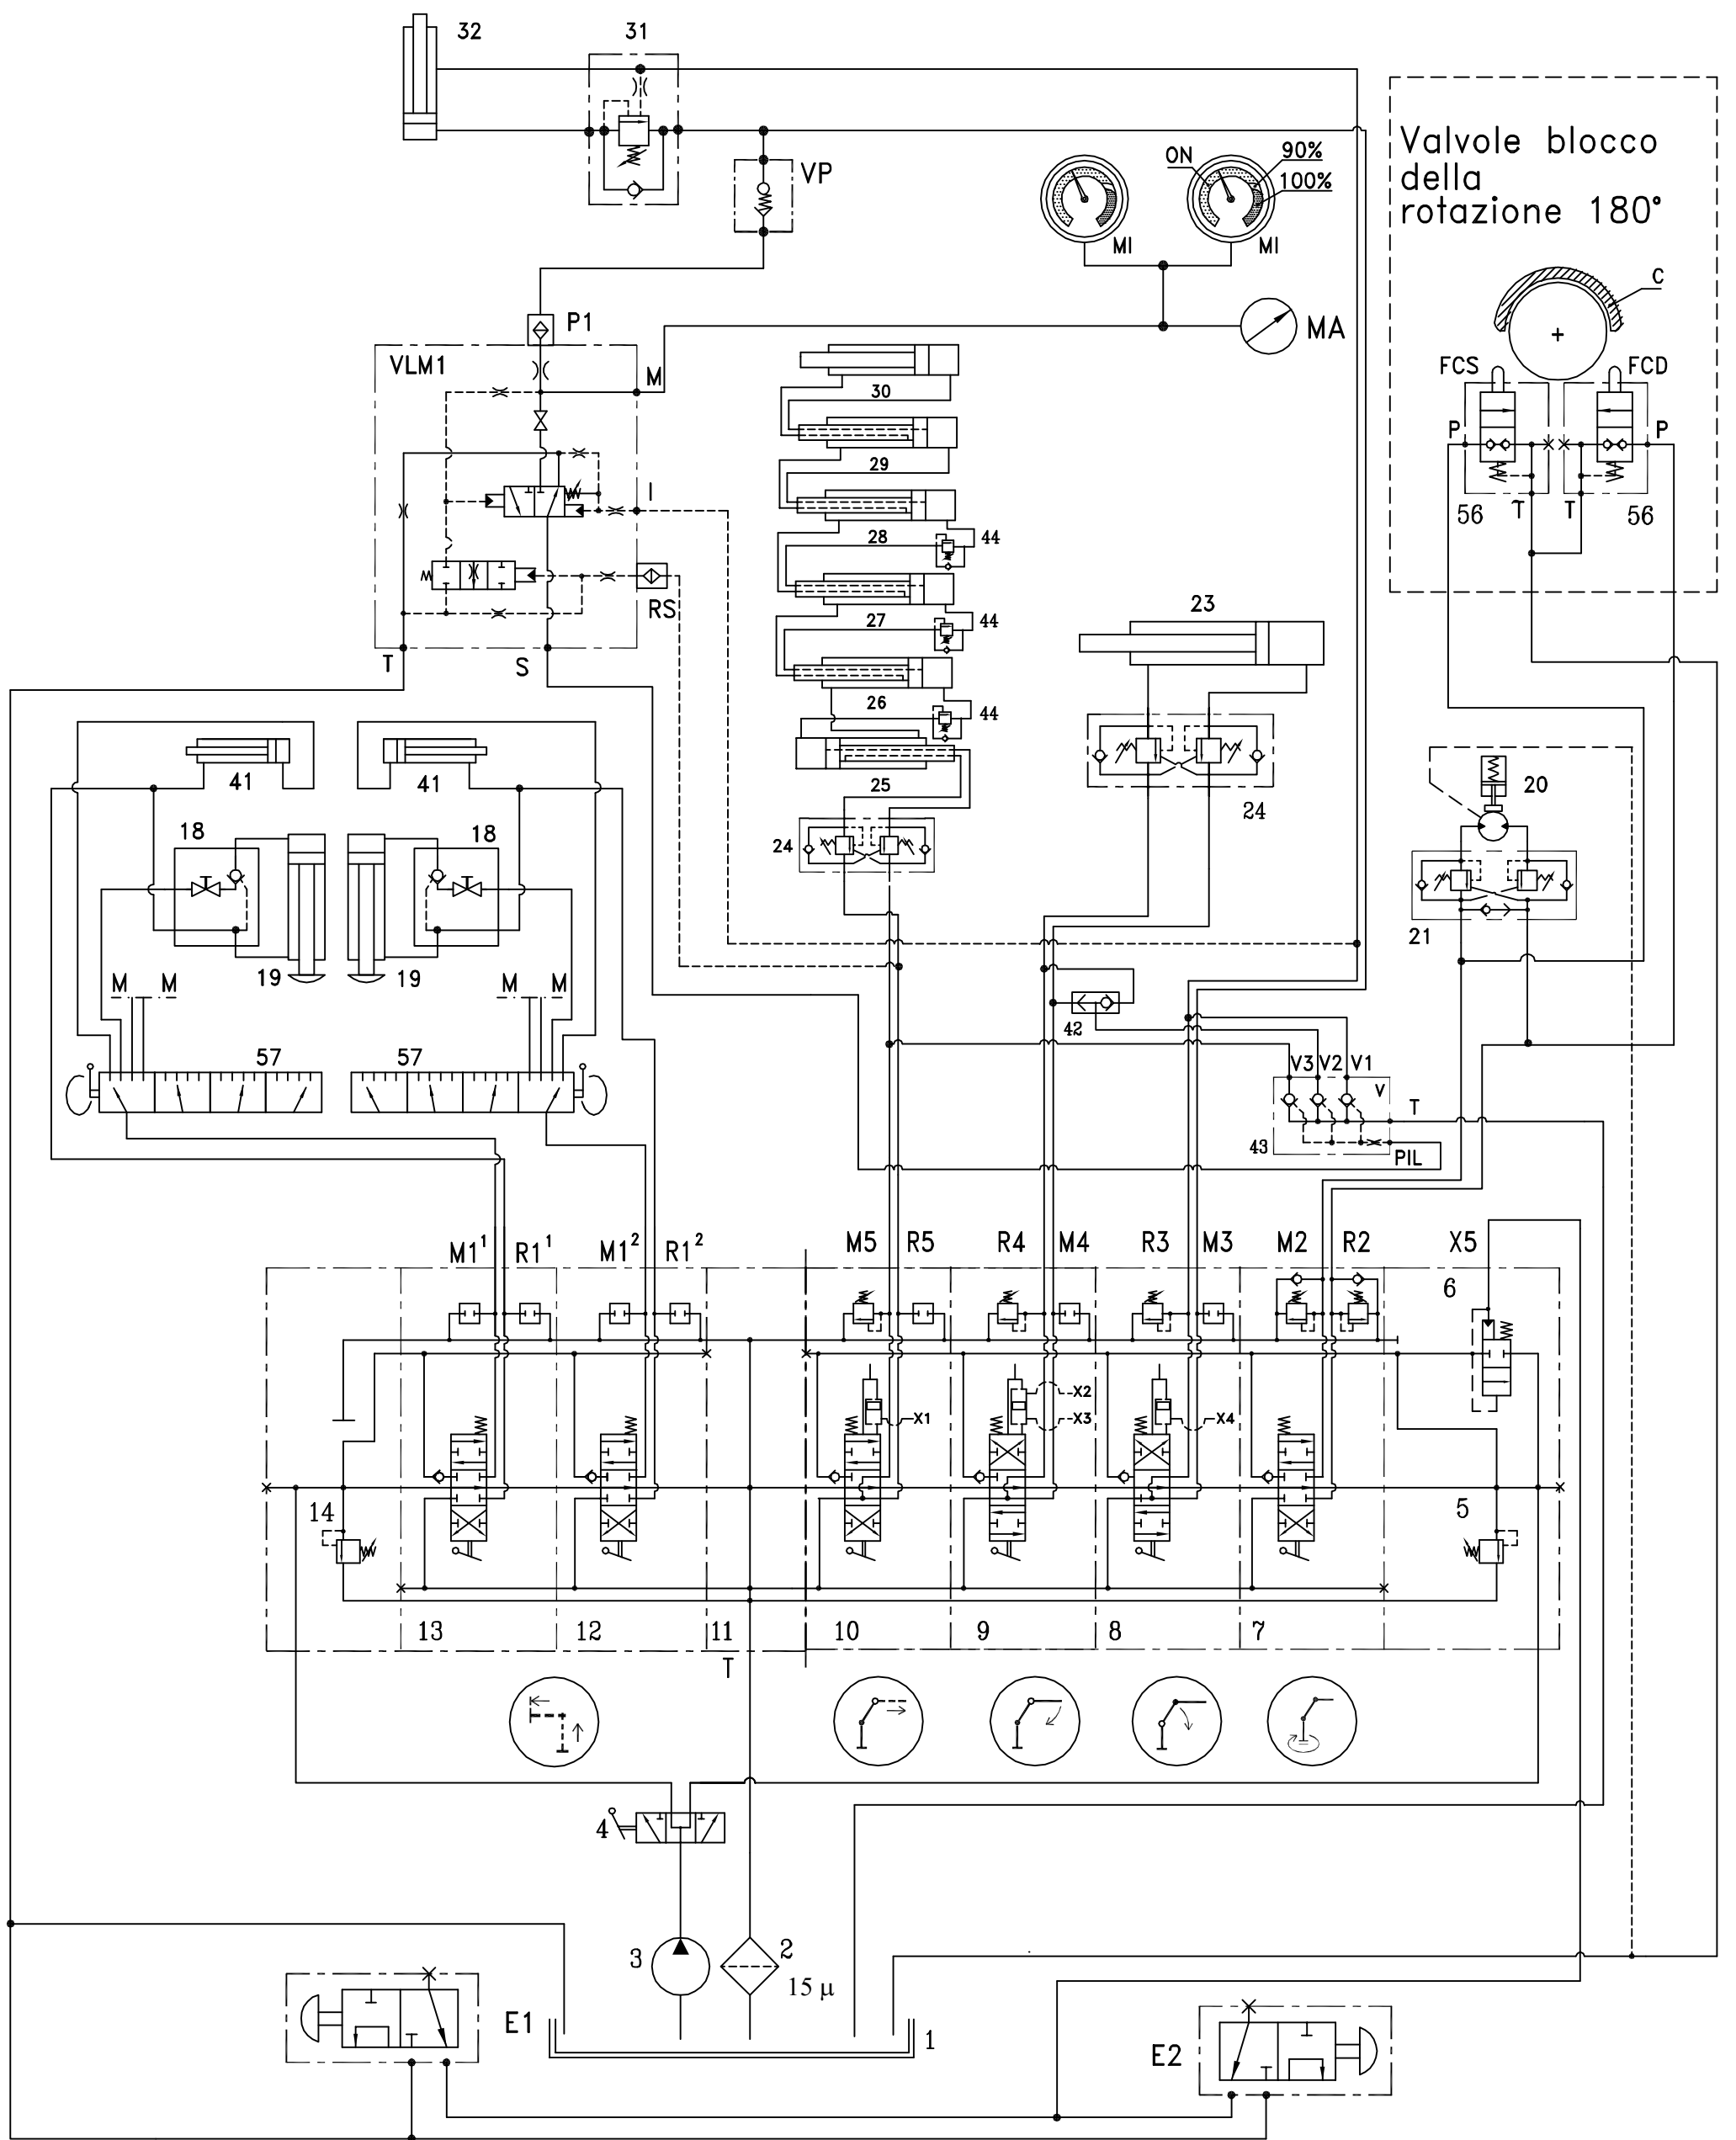 32
31
VP
ON
90%
100%
MI
MI
Valvole blocco
della
rotazione 180°
C
P1
MA
VLM1
M
FCS
FCD
30
P
P
29
I
28
44
56
T
T
56
RS
27
44
23
T
S
26
44
41
41
25
20
24
18
18
24
21
19
19
M
M
M
M
42
57
57
V3
V2
V1
V
T
43
PIL
M1¹
R1¹
M1²
R1²
M5
R5
R4
M4
R3
M3
M2
R2
X5
6
X2
X1
X3
X4
14
5
13
12
11
10
9
8
7
T
4
3
2
15 µ
E1
1
E2